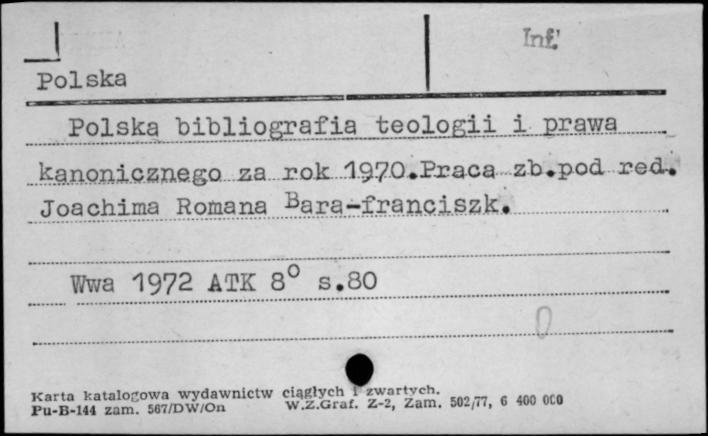 Inf.
Polska
Polska bibliografia teologii i prawa
kanonicznego za rok 1970.Praca zb.pod red.
Joachima Romana Bara-franciszk.
Wwa 1972 ATK 8° s.80
0
Karta katalogowa wydawnictw ciągłych i zwartych.
Pu-B-144 zam. 567/DW/On W.Z.Graf. Z-2, Zam. 502/77, 6 400 000